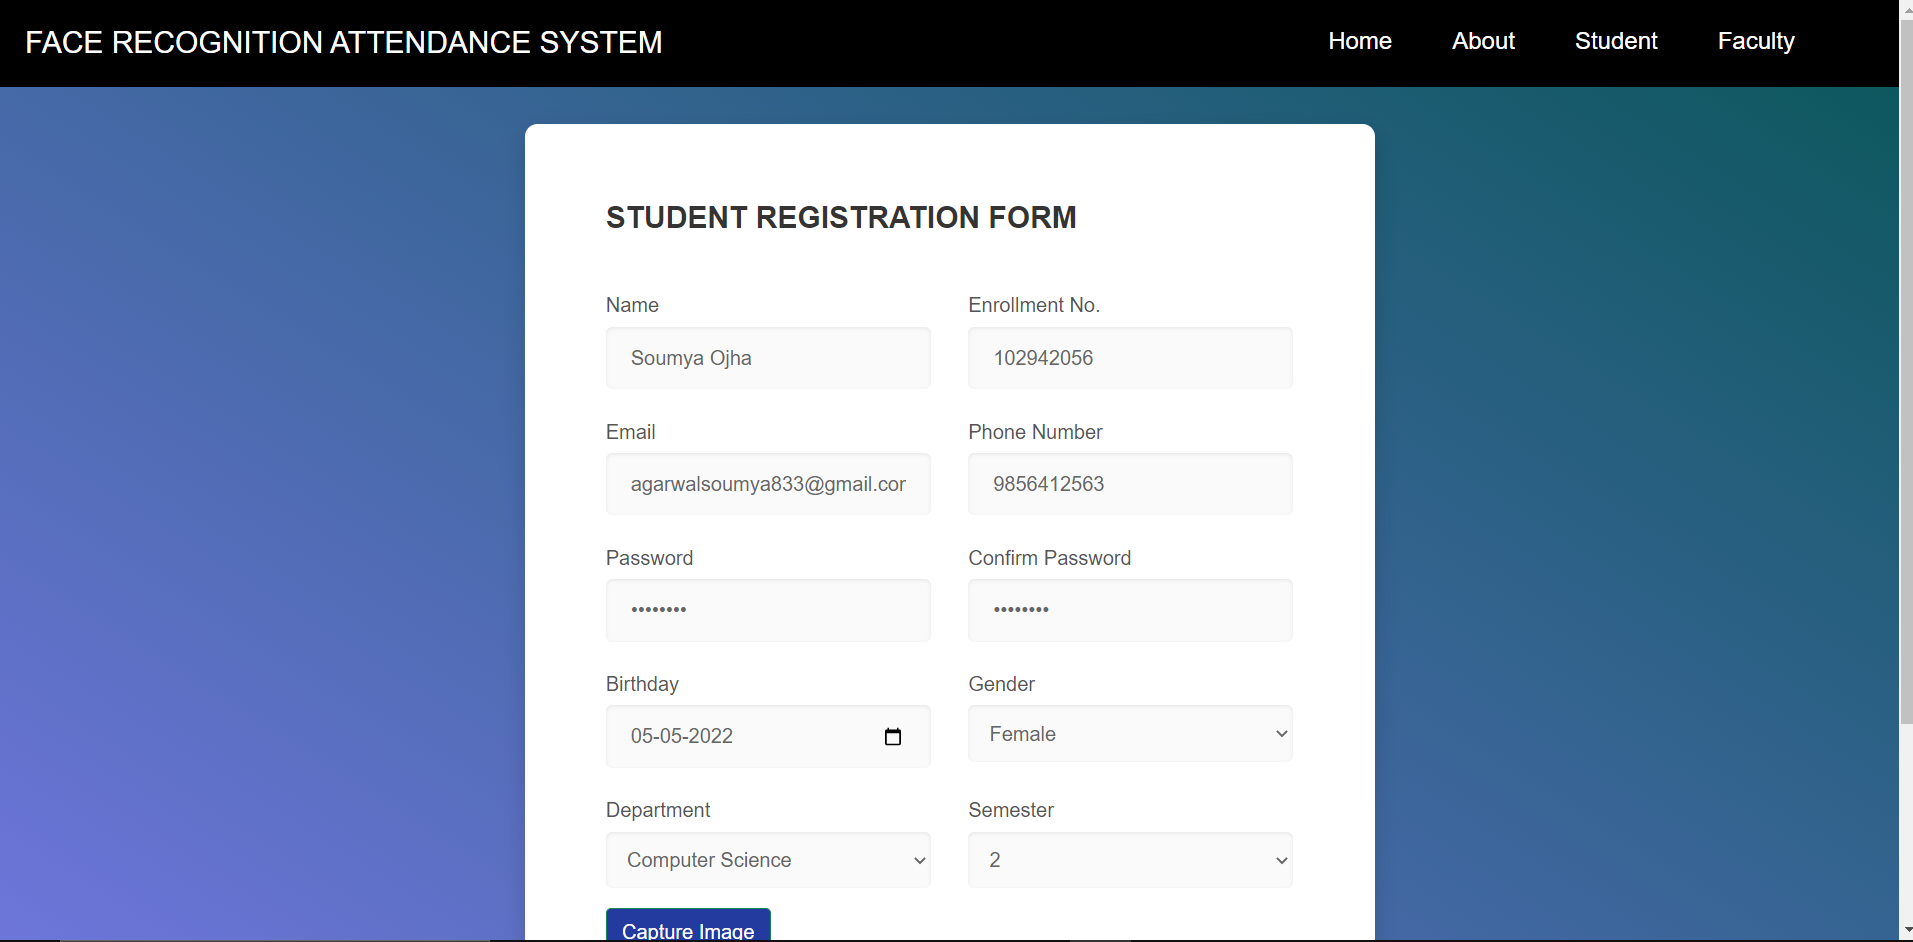 FACE RECOGNITION ATTENDANCE SYSTEM
Home About Student Faculty
STUDENT REGISTRATION FORM
Name Enrollment No.
Soumya Ojha 102942056
Email Phone Number
agarwalsoumya833@gmail.cor 9856412563
Password Confirm Password
•••••••• ••••••••
Birthday Gender
05-05-2022 Female
Department Semester
Computer Science 2
Capture Image